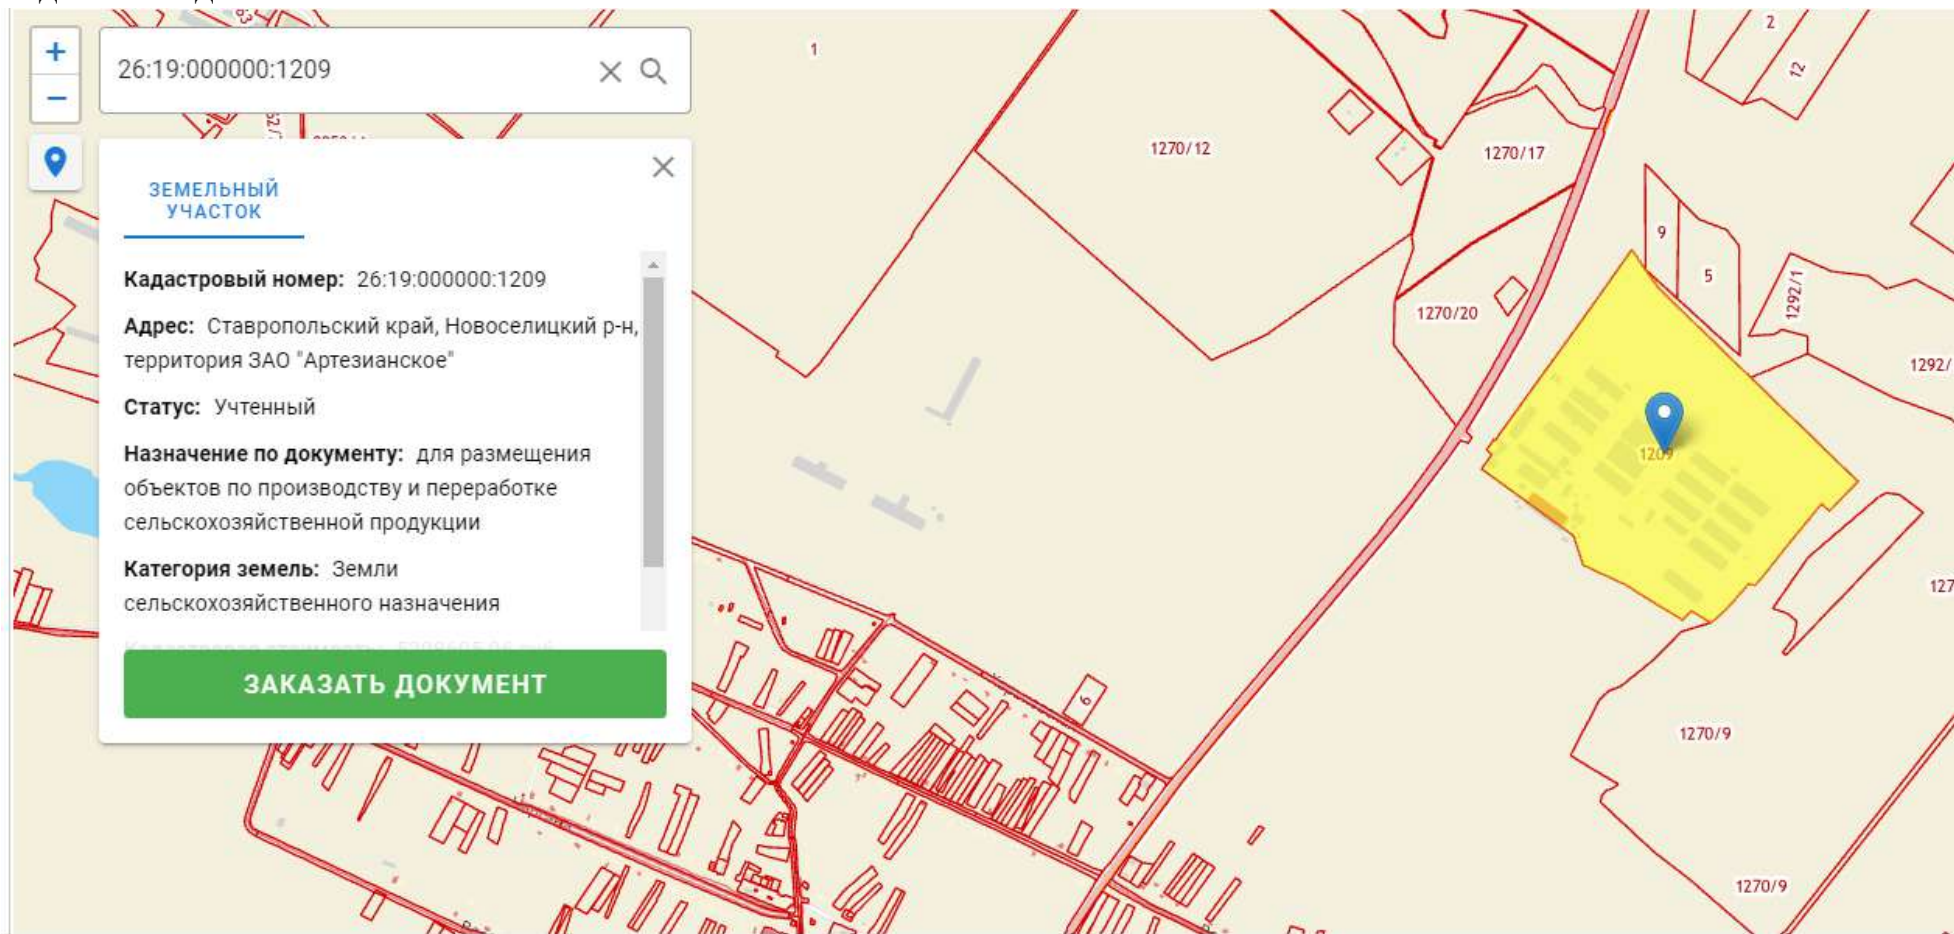 26:19:000000:1209
ЗЕМЕЛЬНЫЙ
УЧАСТОК
Кадастровый номер: 26:19:000000:1209
Адрес: Ставропольский край, Новоселицкий р-н,
территория ЗАО "Артезианское"
Статус: Учтенный
Назначение по документу: для размещения
объектов по производству и переработке
сельскохозяйственной продукции
Категория земель: Земли
сельскохозяйственного назначения
ЗАКАЗАТЬ ДОКУМЕНТ
1
2
12
1270/12
1270/17
9
5
1292/1
1270/20
1292/
1209
127
6
1270/9
1270/9